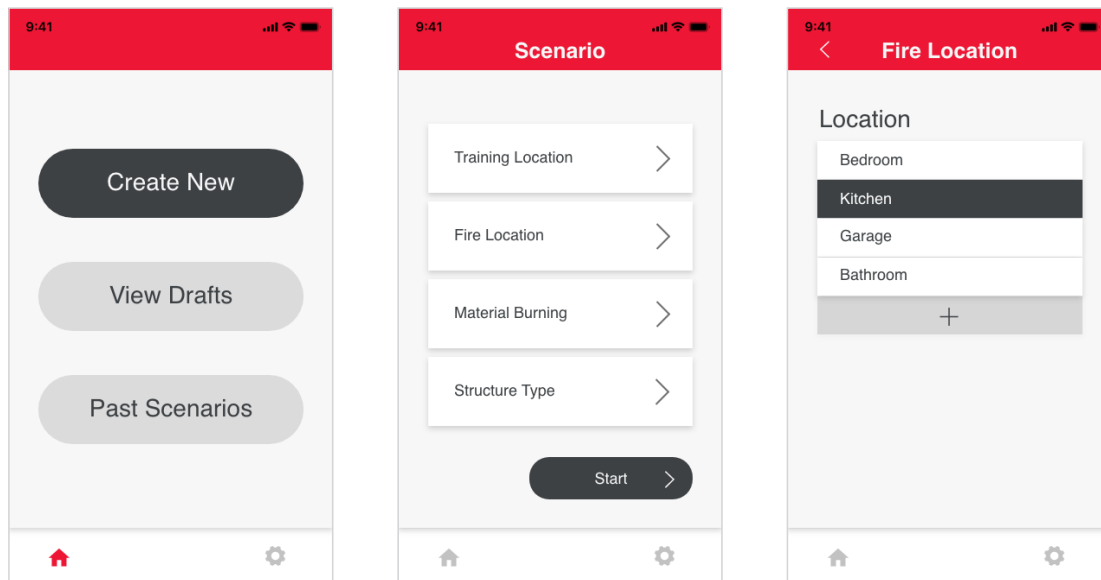 9:41
Create New
View Drafts
Past Scenarios
9:41
Scenario
Training Location
Fire Location
Material Burning
Structure Type
Start
9:41
Fire Location
Location
Bedroom
Kitchen
Garage
Bathroom
+